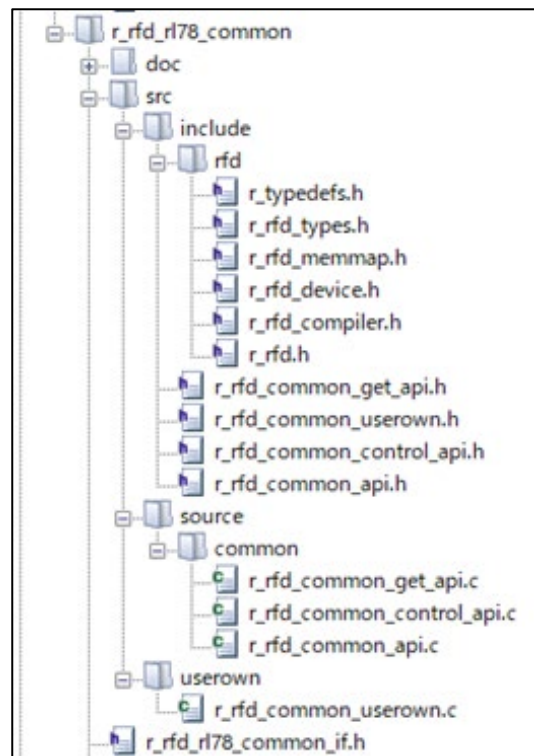 r_rfd_rl78_common
doc
src
include
rfd
r_typedefs.h
r_rfd_types.h
r_rfd_memmap.h
r_rfd_device.h
r_rfd_compiler.h
r_rfd.h
r_rfd_common_get_api.h
r_rfd_common_userown.h
r_rfd_common_control_api.h
r_rfd_common_api.h
source
common
r_rfd_common_get_api.c
r_rfd_common_control_api.c
r_rfd_common_api.c
userown
r_rfd_common_userown.c
r_rfd_rl78_common_if.h